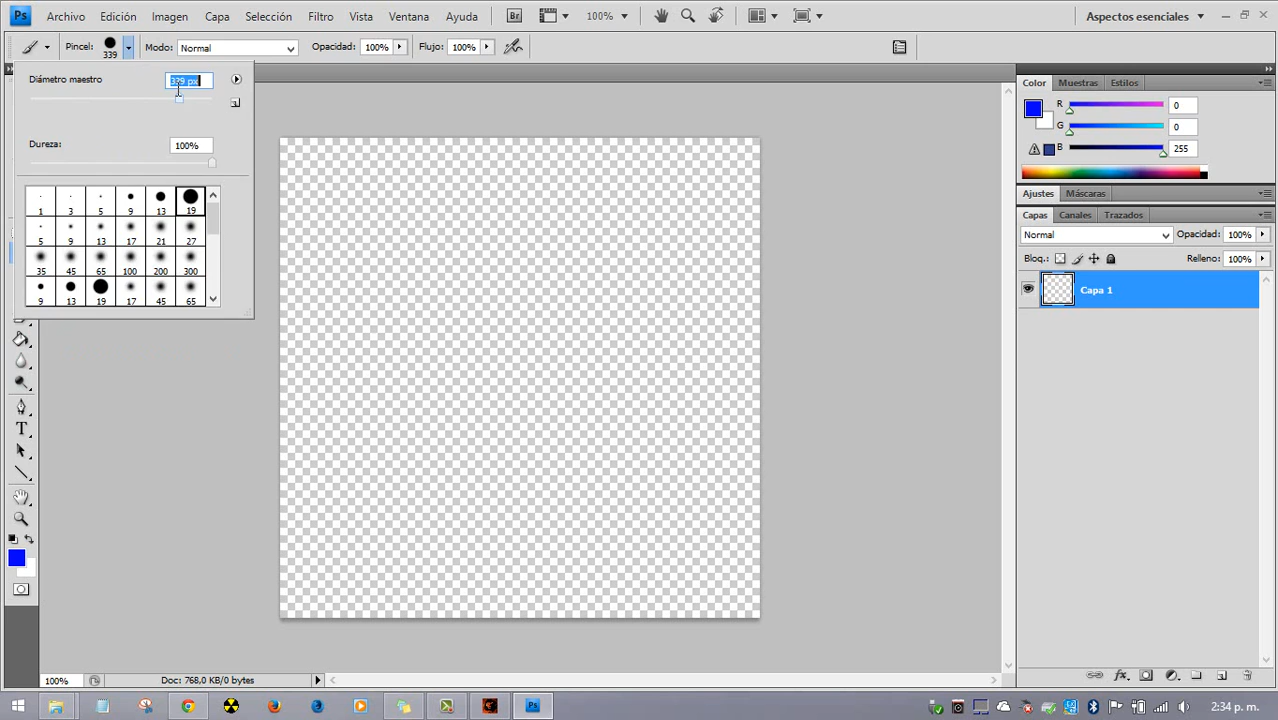 Ps Archivo Edición Imagen Capa Selección Filtro Vista Ventana Ayuda Br 100% Aspectos esenciales
Pincel: 339 Modo: Normal Opacidad: 100% Flujo: 100%
Diámetro maestro 339 px
Dureza: 100%
1 3 5 9 13 19
5 9 13 17 21 27
35 45 65 100 200 300
9 13 19 17 45 65
Color Muestras Estilos
R 0
G 0
B 255
Ajustes Máscaras
Capas Canales Trazados
Normal Opacidad: 100%
Bloq.: Relleno: 100%
Capa 1
T
fx
100% Doc: 768,0 KB/0 bytes
Ps 2:34 p. m.